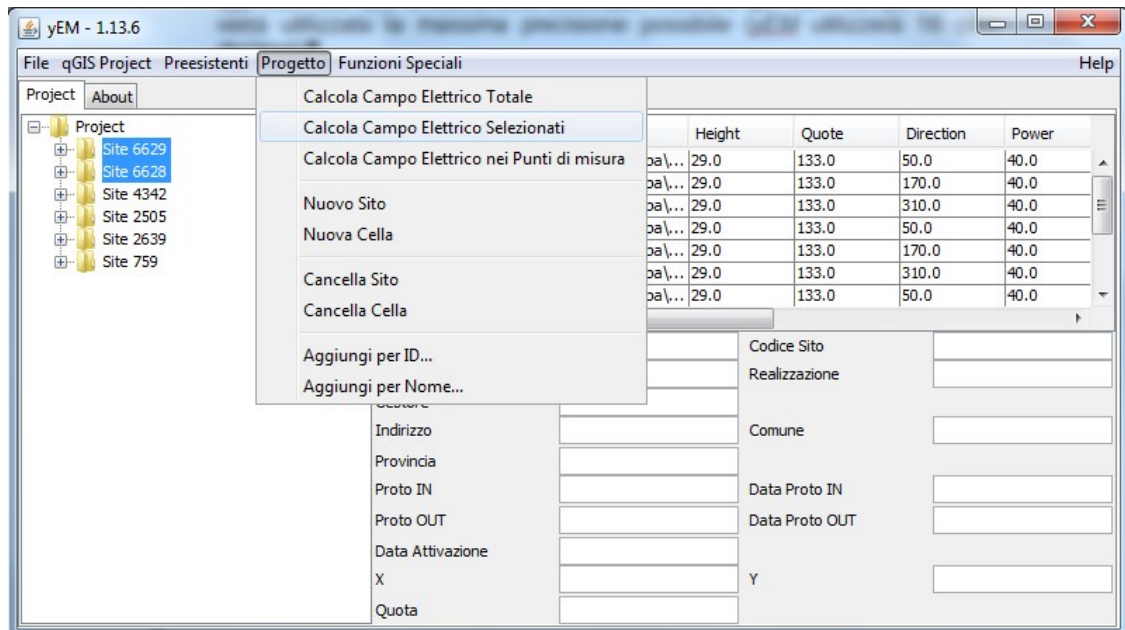 yEM - 1.13.6
File qGIS Project Preesistenti Progetto Funzioni Speciali Help
Project About
Project
Site 6629
Site 6628
Site 4342
Site 2505
Site 2639
Site 759
Calcola Campo Elettrico Totale
Calcola Campo Elettrico Selezionati
Calcola Campo Elettrico nei Punti di misura
Nuovo Sito
Nuova Cella
Cancella Sito
Cancella Cella
Aggiungi per ID...
Aggiungi per Nome...
Height Quote Direction Power
pa\... 29.0 133.0 50.0 40.0
pa\... 29.0 133.0 170.0 40.0
pa\... 29.0 133.0 310.0 40.0
pa\... 29.0 133.0 50.0 40.0
pa\... 29.0 133.0 170.0 40.0
pa\... 29.0 133.0 310.0 40.0
pa\... 29.0 133.0 50.0 40.0
Codice Sito
Realizzazione
Indirizzo Comune
Provincia
Proto IN Data Proto IN
Proto OUT Data Proto OUT
Data Attivazione
X Y
Quota